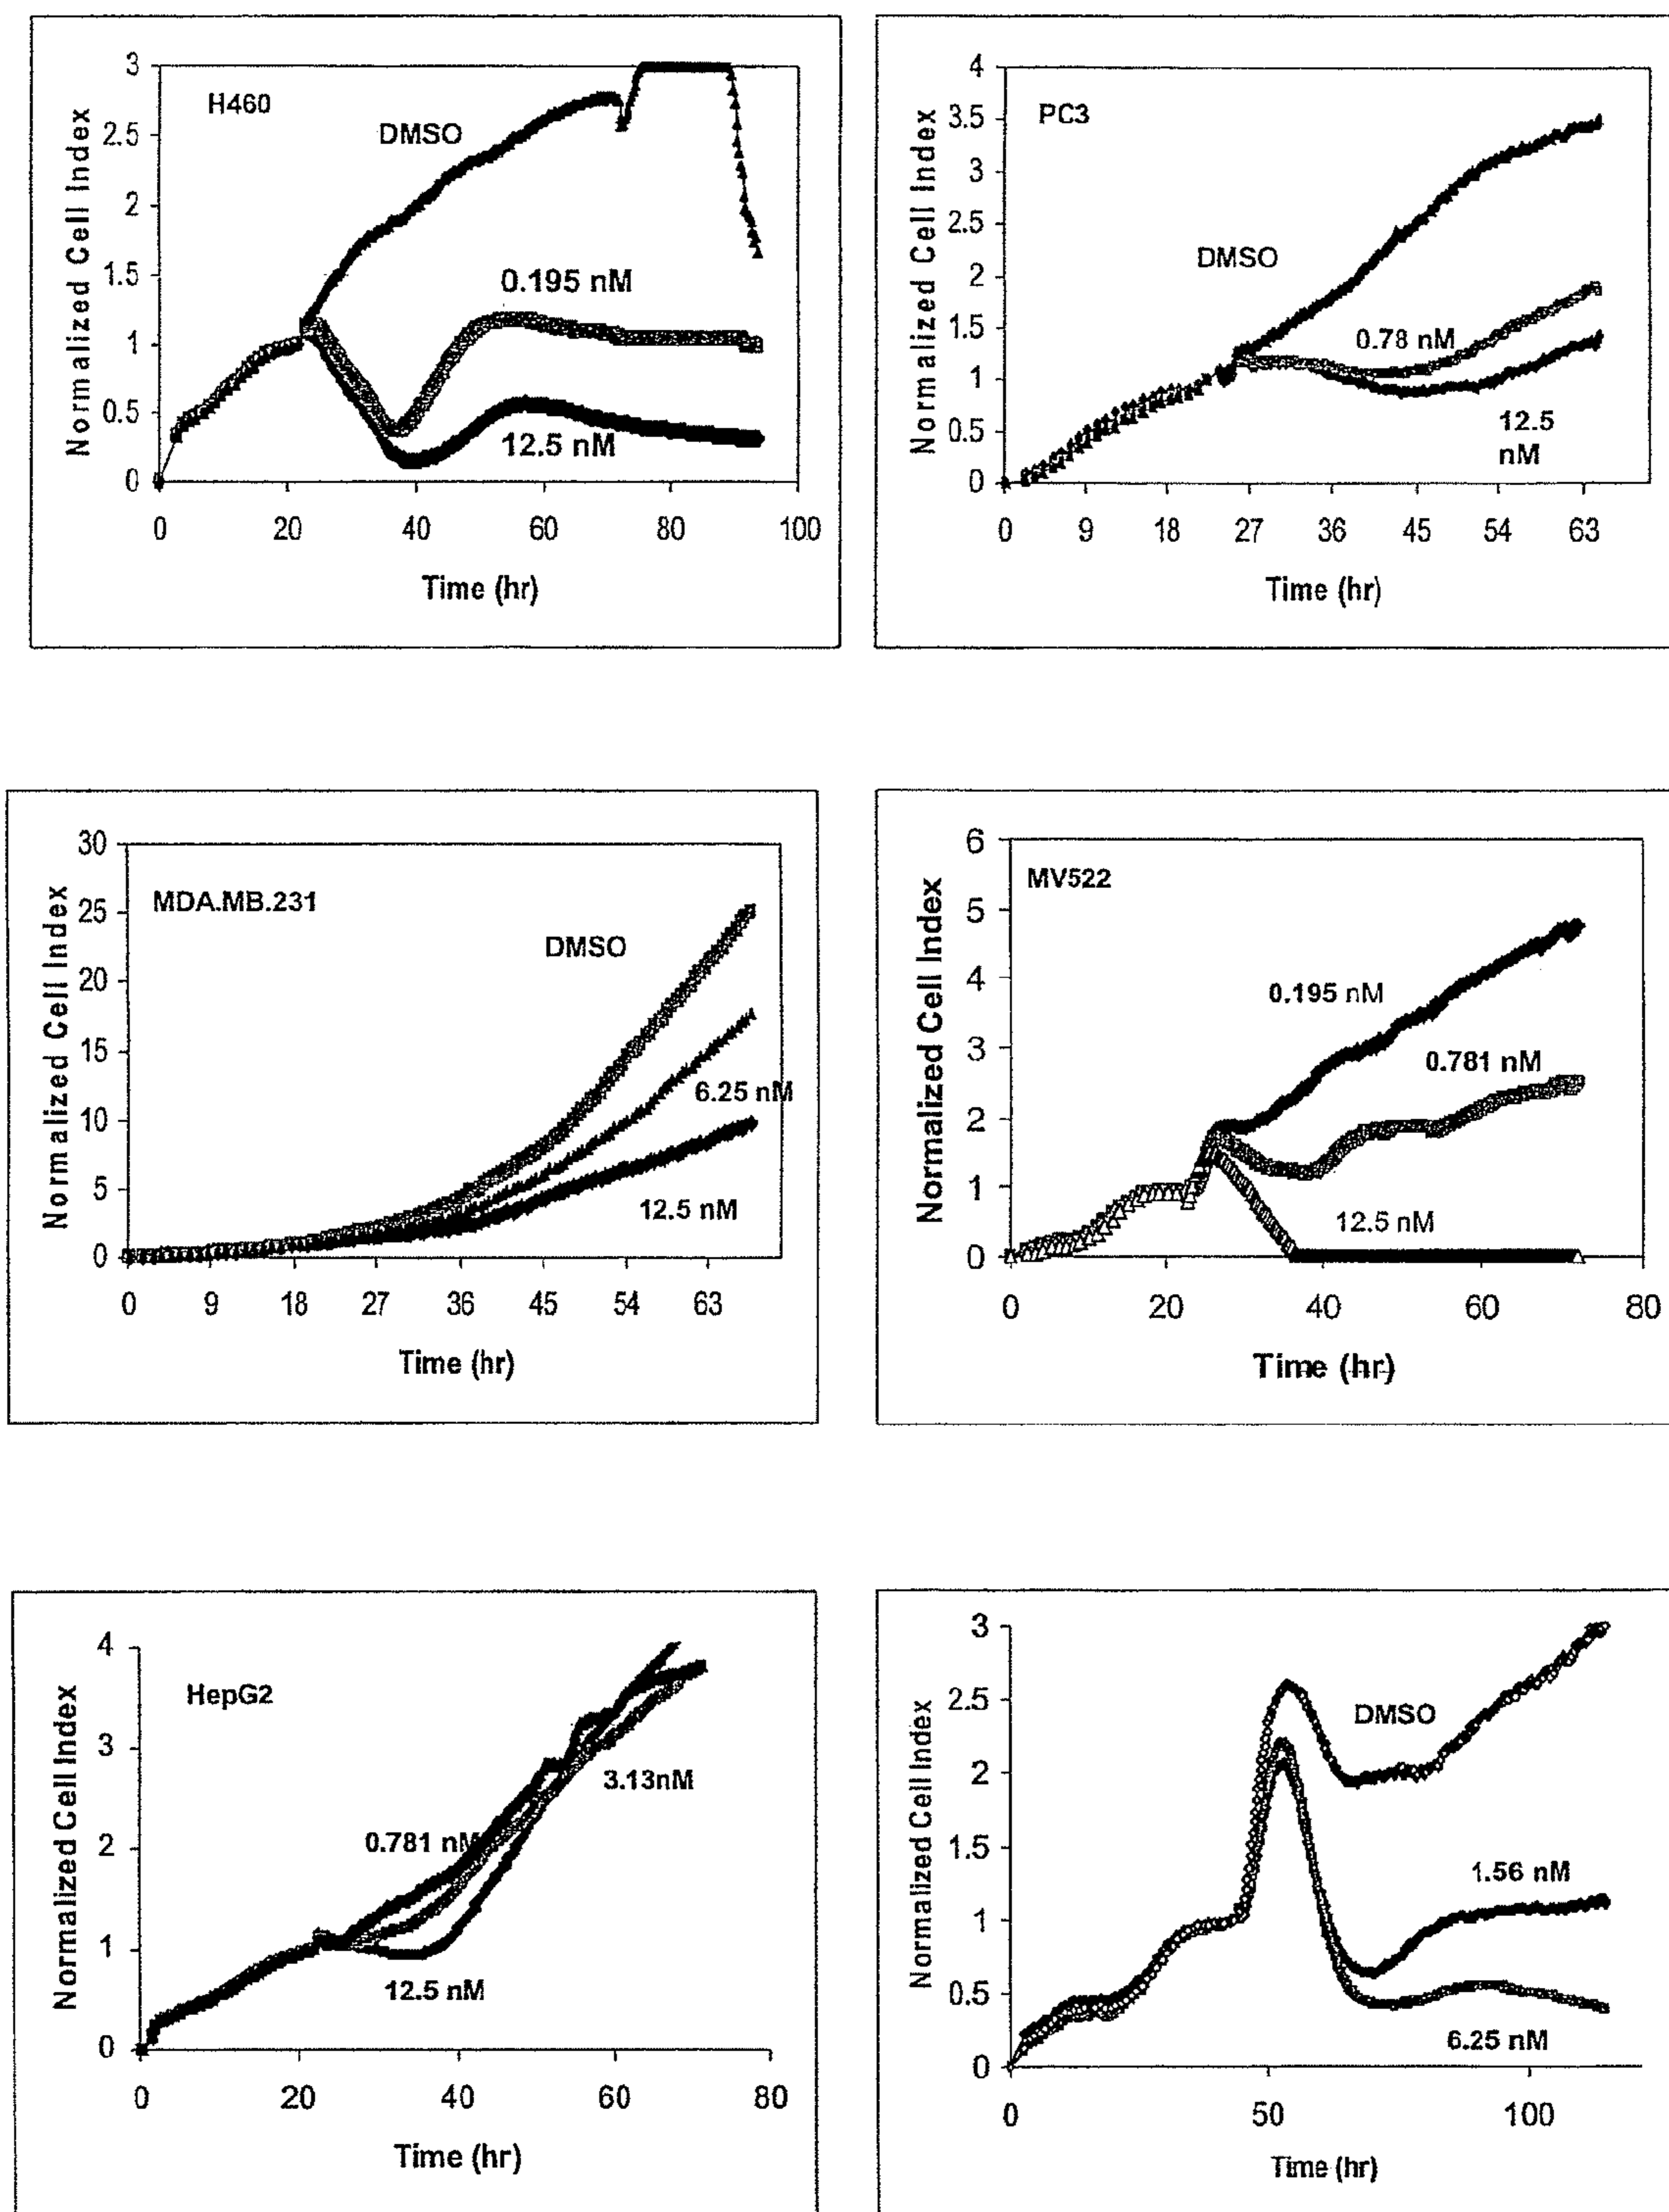 Normalized Cell Index
3
2.5
2
1.5
1
0.5
0
H460
DMSO
0.195 nM
12.5 nM
0 20 40 60 80 100
Time (hr)
Normalized Cell Index
4
3.5
3
2.5
2
1.5
1
0.5
0
PC3
DMSO
0.78 nM
12.5
nM
0 9 18 27 36 45 54 63
Time (hr)
Normalized Cell Index
30
25
20
15
10
5
0
MDA.MB.231
DMSO
6.25 nM
12.5 nM
0 9 18 27 36 45 54 63
Time (hr)
Normalized Cell Index
6
5
4
3
2
1
0
MV522
0.195 nM
0.781 nM
12.5 nM
0 20 40 60 80
Time (hr)
Normalized Cell Index
4
3
2
1
0
HepG2
3.13nM
0.781 nM
12.5 nM
0 20 40 60 80
Time (hr)
Normalized Cell Index
3
2.5
2
1.5
1
0.5
0
DMSO
1.56 nM
6.25 nM
0 50 100
Time (hr)